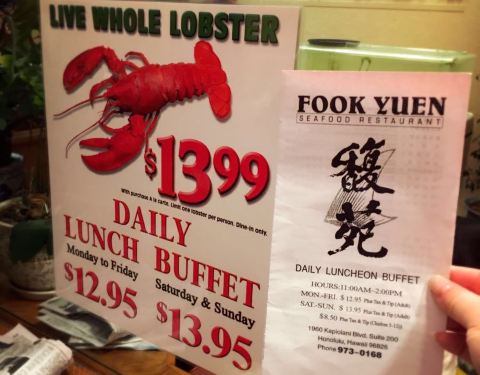 LIVE WHOLE LOBSTER
$13.99
With purchase A la carte. Limit one lobster per person. Dine-in only.
DAILY
LUNCH BUFFET
Monday to Friday
$12.95
Saturday & Sunday
$13.95
FOOK YUEN
SEAFOOD RESTAURANT
馥苑
DAILY LUNCHEON BUFFET
HOURS: 11:00AM-2:00PM
MON.-FRI. $12.95 Plus Tax & Tip (Adult)
SAT.-SUN. $13.95 Plus Tax & Tip (Adult)
$8.50 Plus Tax & Tip (Children 3-10)
1960 Kapiolani Blvd., Suite 200
Honolulu, Hawaii 96826
Phone 973-0168